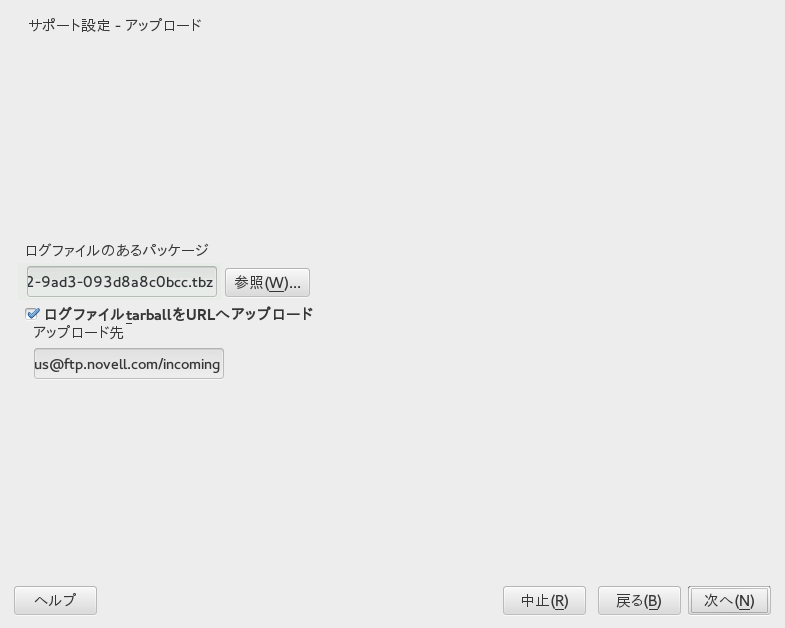 サポート設定 - アップロード
ログファイルのあるパッケージ
2-9ad3-093d8a8c0bcc.tbz
参照(W)...
ログファイルtarballをURLへアップロード
アップロード先
us@ftp.novell.com/incoming
ヘルプ
中止(R)
戻る(B)
次へ(N)